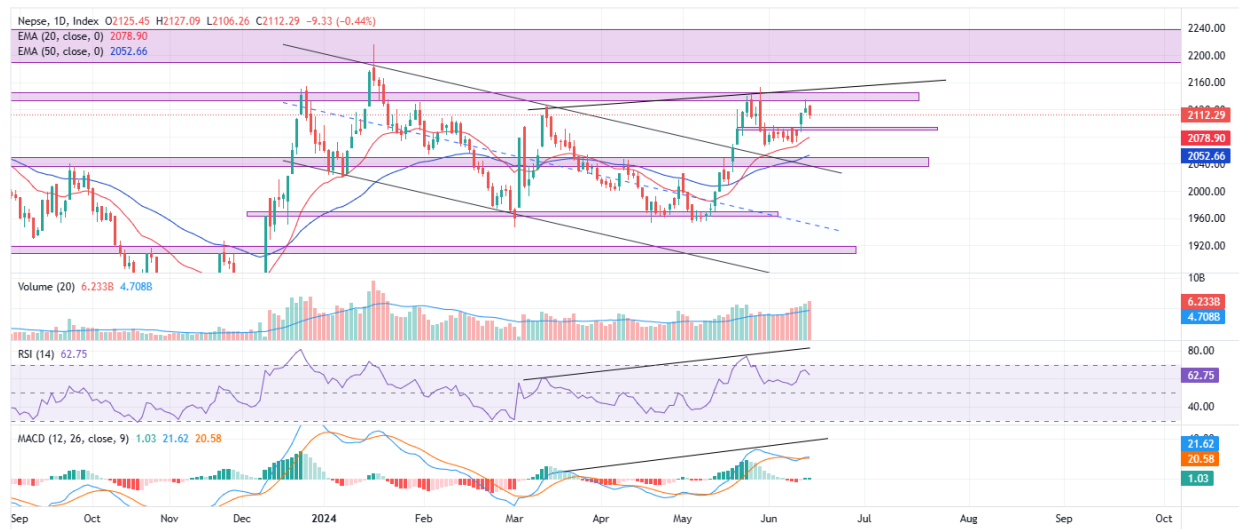 Nepse, 1D, Index O2125.45 H2127.09 L2106.26 C2112.29 -9.33 (-0.44%)
EMA (20, close, 0) 2078.90
EMA (50, close, 0) 2052.66
2240.00
2200.00
2160.00
2112.29
2078.90
2052.66
2000.00
1960.00
1920.00
Volume (20) 6.233B 4.708B
10B
6.233B
4.708B
RSI (14) 62.75
80.00
62.75
40.00
MACD (12, 26, close, 9) 1.03 21.62 20.58
21.62
20.58
1.03
Sep Oct Nov Dec 2024 Feb Mar Apr May Jun Jul Aug Sep Oct